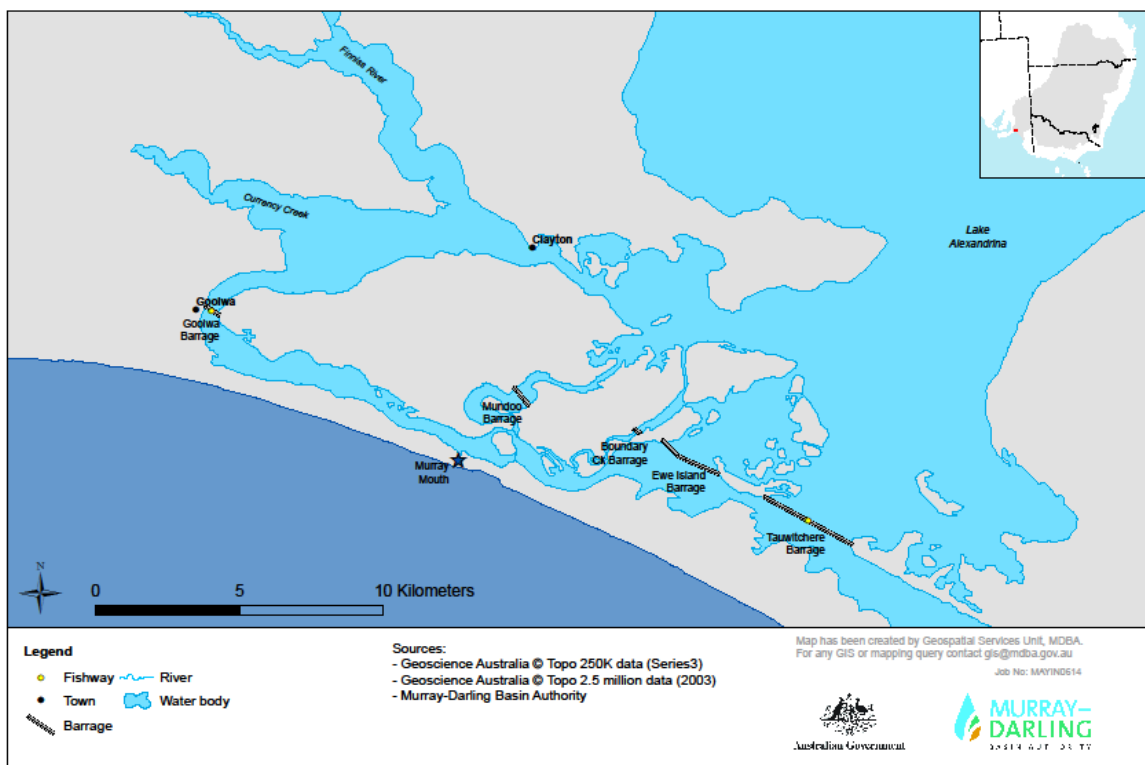 Finniss River
Currency Creek
Clayton
Lake
Alexandrina
Goolwa
Goolwa
Barrage
Mundoo
Barrage
Boundary
Ck Barrage
Murray
Mouth
Ewe Island
Barrage
Tauwitchere
Barrage
N
0 5 10 Kilometers
Legend
Fishway River
Town Water body
Barrage
Sources:
- Geoscience Australia © Topo 250K data (Series3)
- Geoscience Australia © Topo 2.5 million data (2003)
- Murray-Darling Basin Authority
Map has been created by Geospatial Services Unit, MDBA.
For any GIS or mapping query contact gis@mdba.gov.au
Job No: MAYIN0614
Australian Government
MURRAY–
DARLING
BASIN AUTHORITY